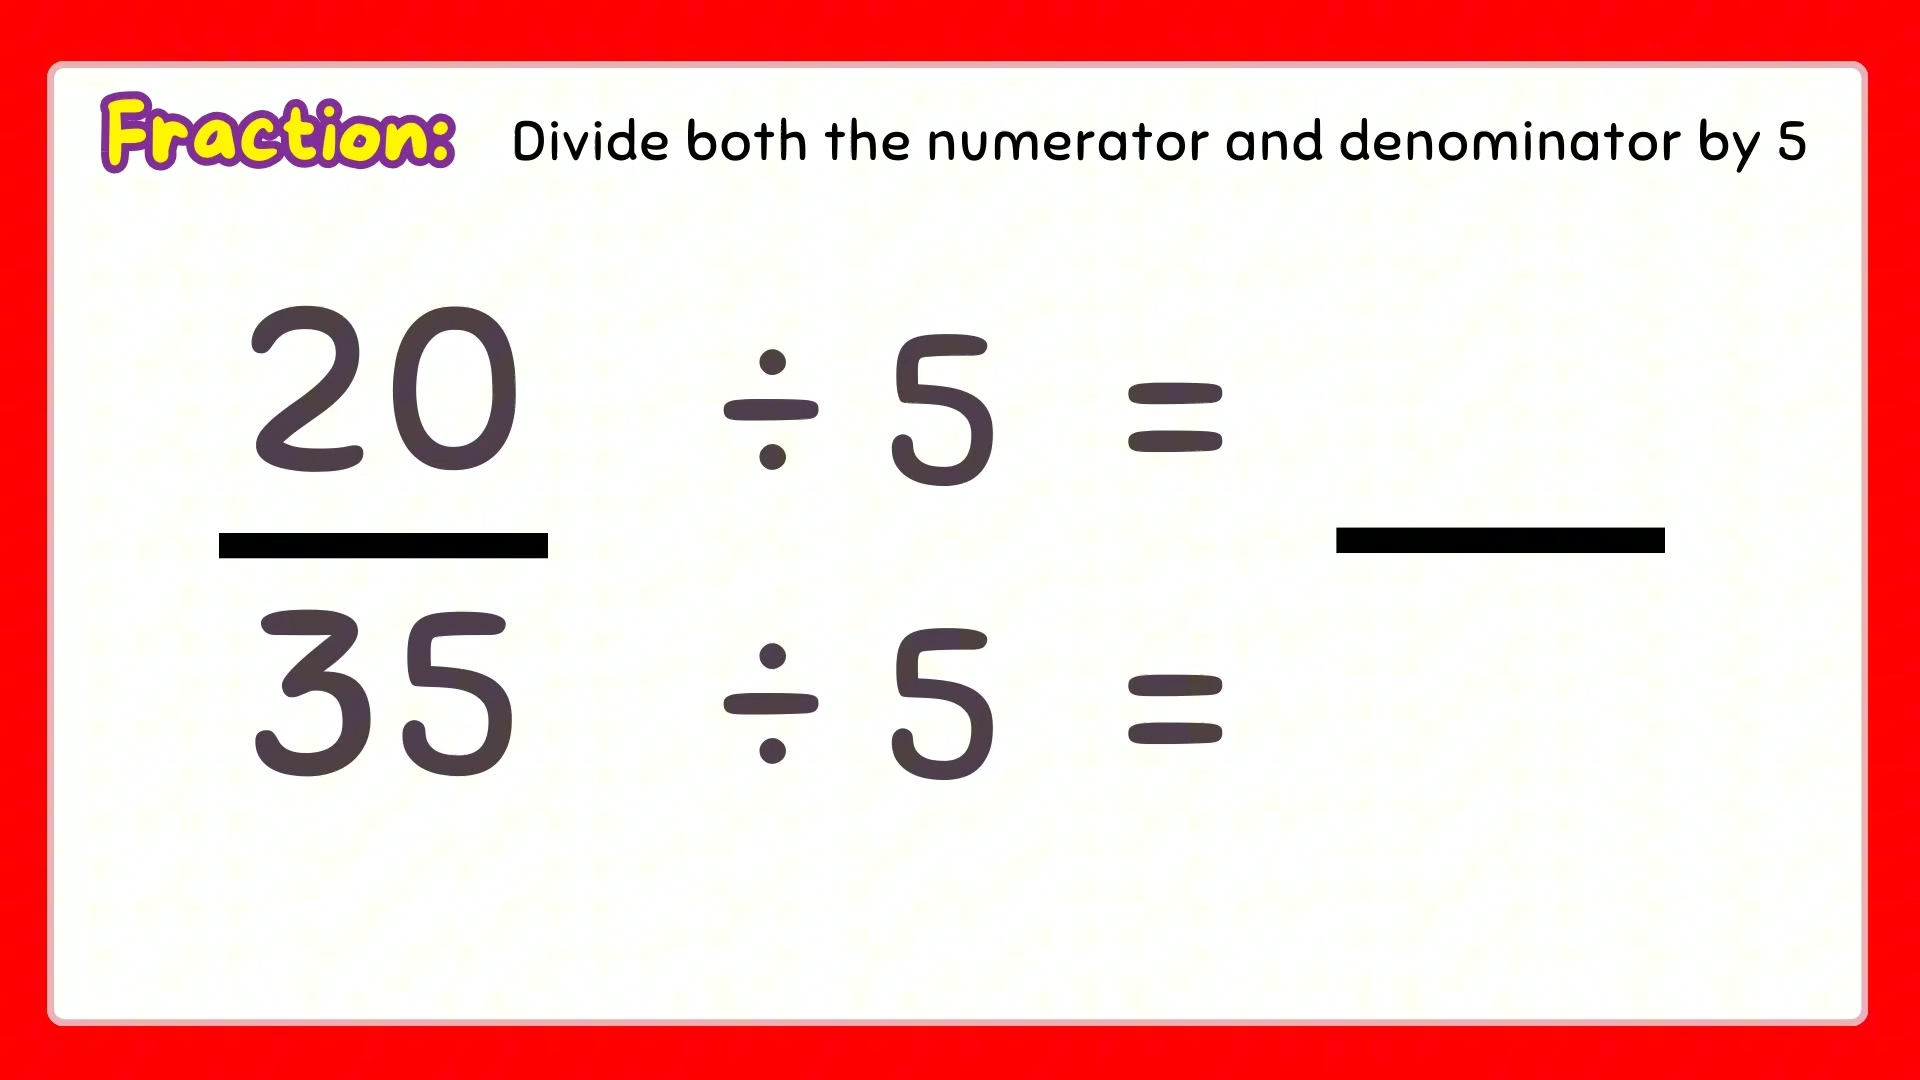 Fraction: Divide both the numerator and denominator by 5
20 ÷ 5 =
35 ÷ 5 =